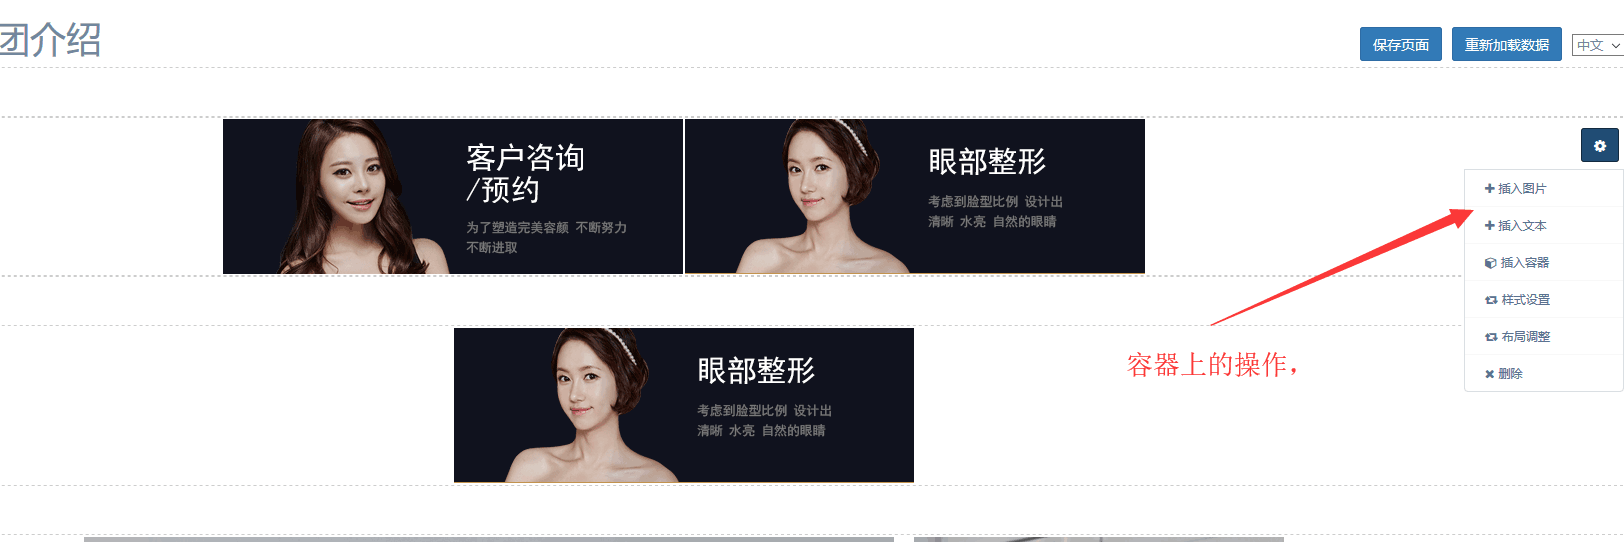 团介绍
保存页面
重新加载数据
中文
客户咨询
/预约
为了塑造完美容颜 不断努力
不断进取
眼部整形
考虑到脸型比例 设计出
清晰 水亮 自然的眼睛
插入图片
插入文本
插入容器
样式设置
布局调整
删除
眼部整形
考虑到脸型比例 设计出
清晰 水亮 自然的眼睛
容器上的操作，